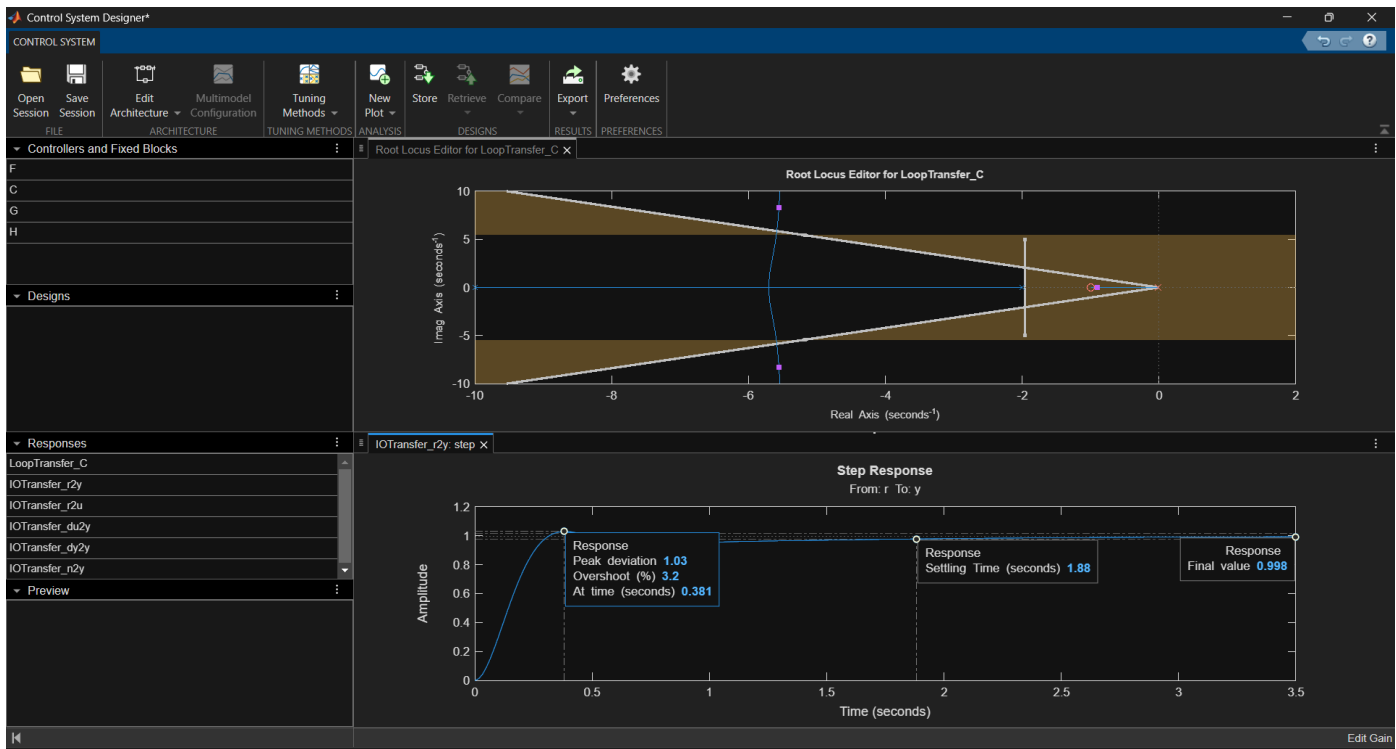 Control System Designer*
CONTROL SYSTEM
Open Session
Save Session
Edit Architecture
Multimodel Configuration
Tuning Methods
New Plot
Store
Retrieve
Compare
Export
Preferences
FILE
ARCHITECTURE
TUNING METHODS
ANALYSIS
DESIGNS
RESULTS
PREFERENCES
Controllers and Fixed Blocks
F
C
G
H
Designs
Responses
LoopTransfer_C
IOTransfer_r2y
IOTransfer_r2u
IOTransfer_du2y
IOTransfer_dy2y
IOTransfer_n2y
Preview
Root Locus Editor for LoopTransfer_C
Root Locus Editor for LoopTransfer_C
Imag Axis (seconds⁻¹)
10
5
0
-5
-10
-10 -8 -6 -4 -2 0 2
Real Axis (seconds⁻¹)
IOTransfer_r2y: step
Step Response
From: r To: y
Amplitude
1.2
1
0.8
0.6
0.4
0.2
0
Response
Peak deviation 1.03
Overshoot (%) 3.2
At time (seconds) 0.381
Response
Settling Time (seconds) 1.88
Response
Final value 0.998
0 0.5 1 1.5 2 2.5 3 3.5
Time (seconds)
Edit Gain